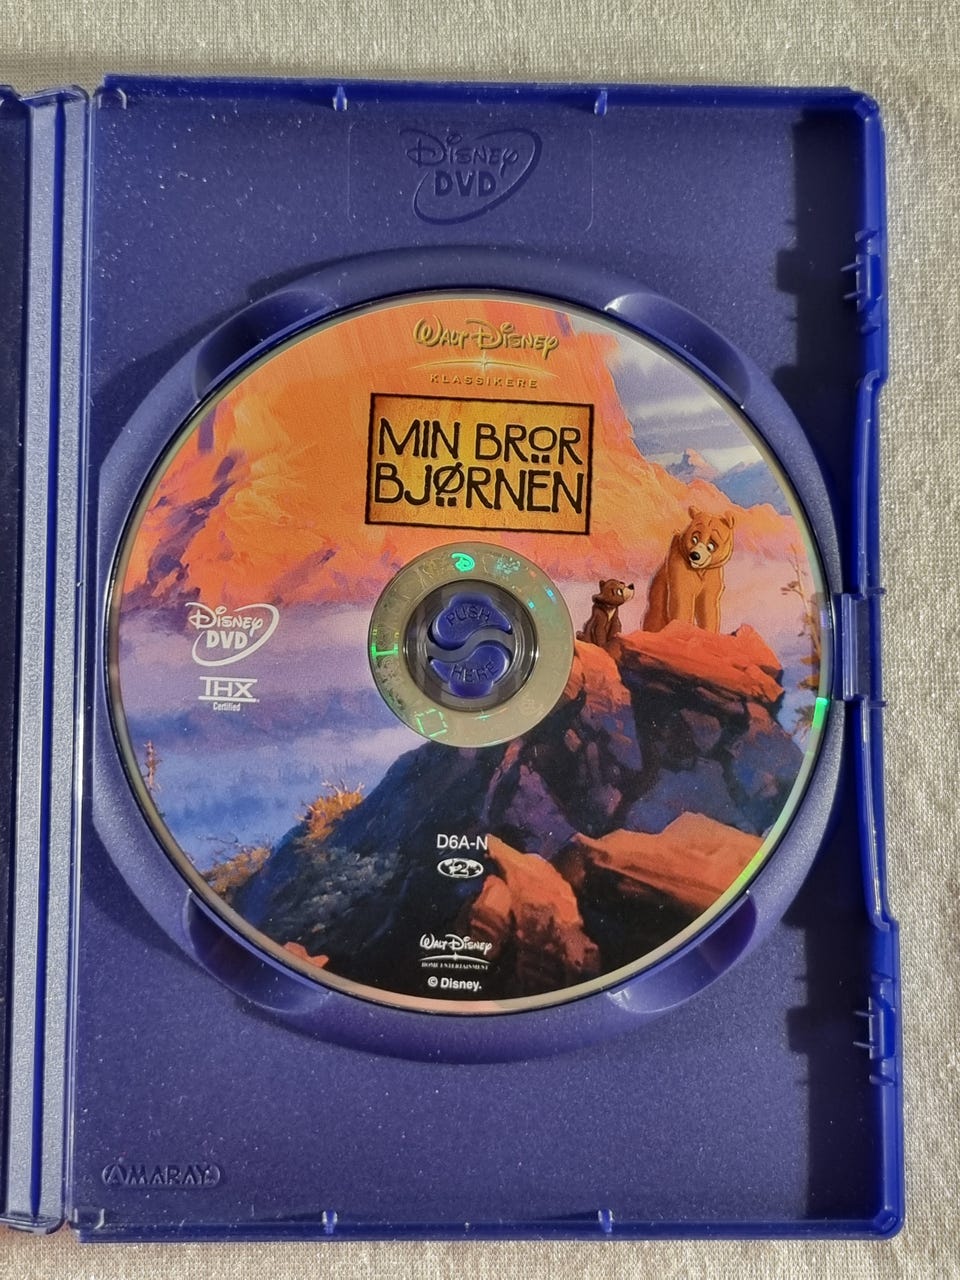 Disney
DVD
Walt Disney
KLASSIKERE
MIN BROR
BJØRNEN
PUSH
HERE
Disney
DVD
THX
Certified
D6A-N
2
Walt Disney
HOME ENTERTAINMENT
© Disney.
AMARAY